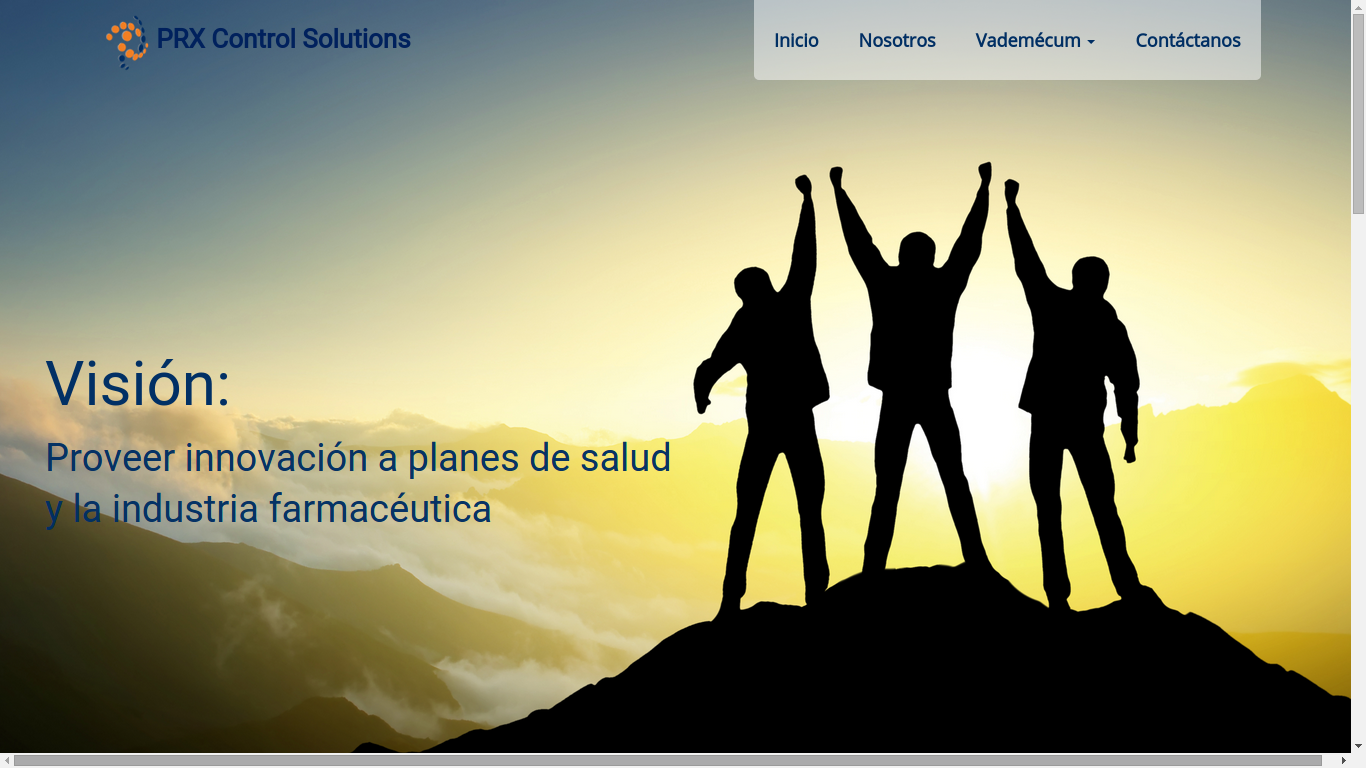 PRX Control Solutions
Inicio Nosotros Vademécum Contáctanos
Visión:
Proveer innovación a planes de salud
y la industria farmacéutica